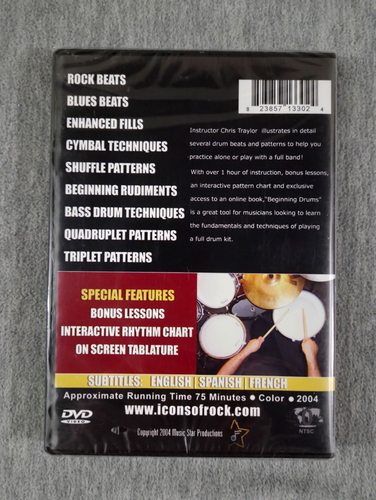 ROCK BEATS
BLUES BEATS
ENHANCED FILLS
CYMBAL TECHNIQUES
SHUFFLE PATTERNS
BEGINNING RUDIMENTS
BASS DRUM TECHNIQUES
QUADRUPLET PATTERNS
TRIPLET PATTERNS
8 23857 13302 4
Instructor Chris Traylor illustrates in detail
several drum beats and patterns to help you
practice alone or play with a full band!
With over 1 hour of instruction, bonus lessons,
an interactive pattern chart and exclusive
access to an online book,"Beginning Drums"
is a great tool for musicians looking to learn
the fundamentals and techniques of playing
a full drum kit.
SPECIAL FEATURES
BONUS LESSONS
INTERACTIVE RHYTHM CHART
ON SCREEN TABLATURE
SUBTITLES: ENGLISH | SPANISH | FRENCH
Approximate Running Time 75 Minutes ● Color ● 2004
www.iconsofrock.com
DVD
VIDEO
Copyright 2004 Music Star Productions
NTSC